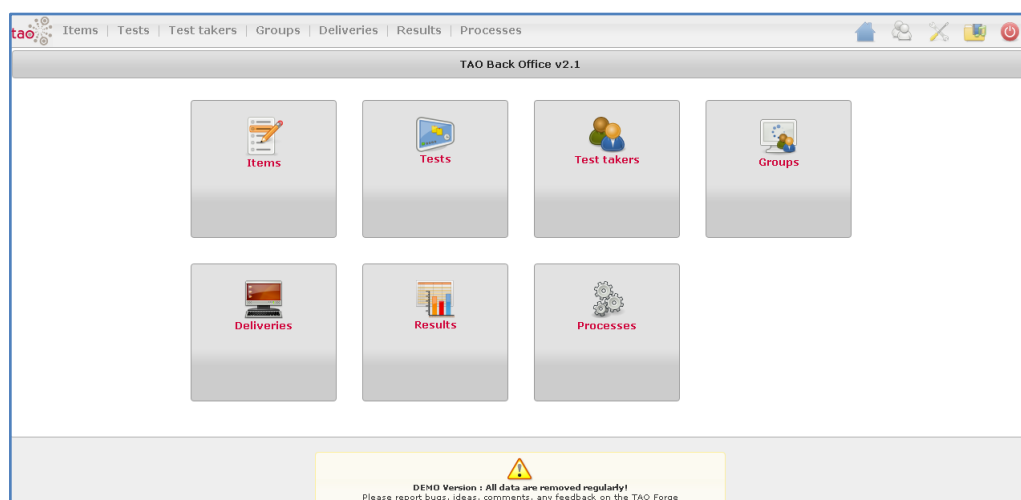 tao Items | Tests | Test takers | Groups | Deliveries | Results | Processes
TAO Back Office v2.1
Items
Tests
Test takers
Groups
Deliveries
Results
Processes
DEMO Version : All data are removed regularly!
Please report bugs, ideas, comments, any feedback on the TAO Forge